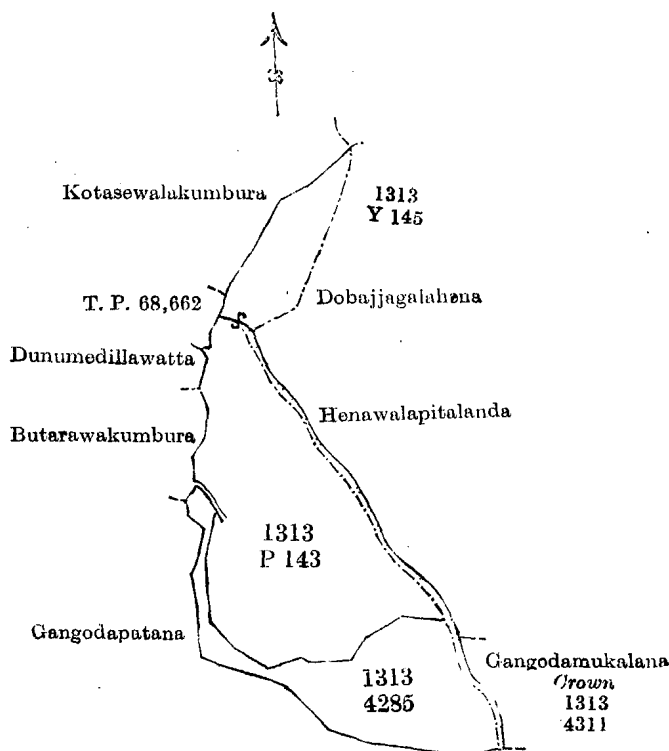 Kotasewalakumbura
1313
Y 145
T. P. 68,662
Dobajjagalahena
Dunumedillawatta
Henawalapitalanda
Butarawakumbura
1313
P 143
Gangodapatana
Gangodamukalana
Crown
1313
4311
1313
4285